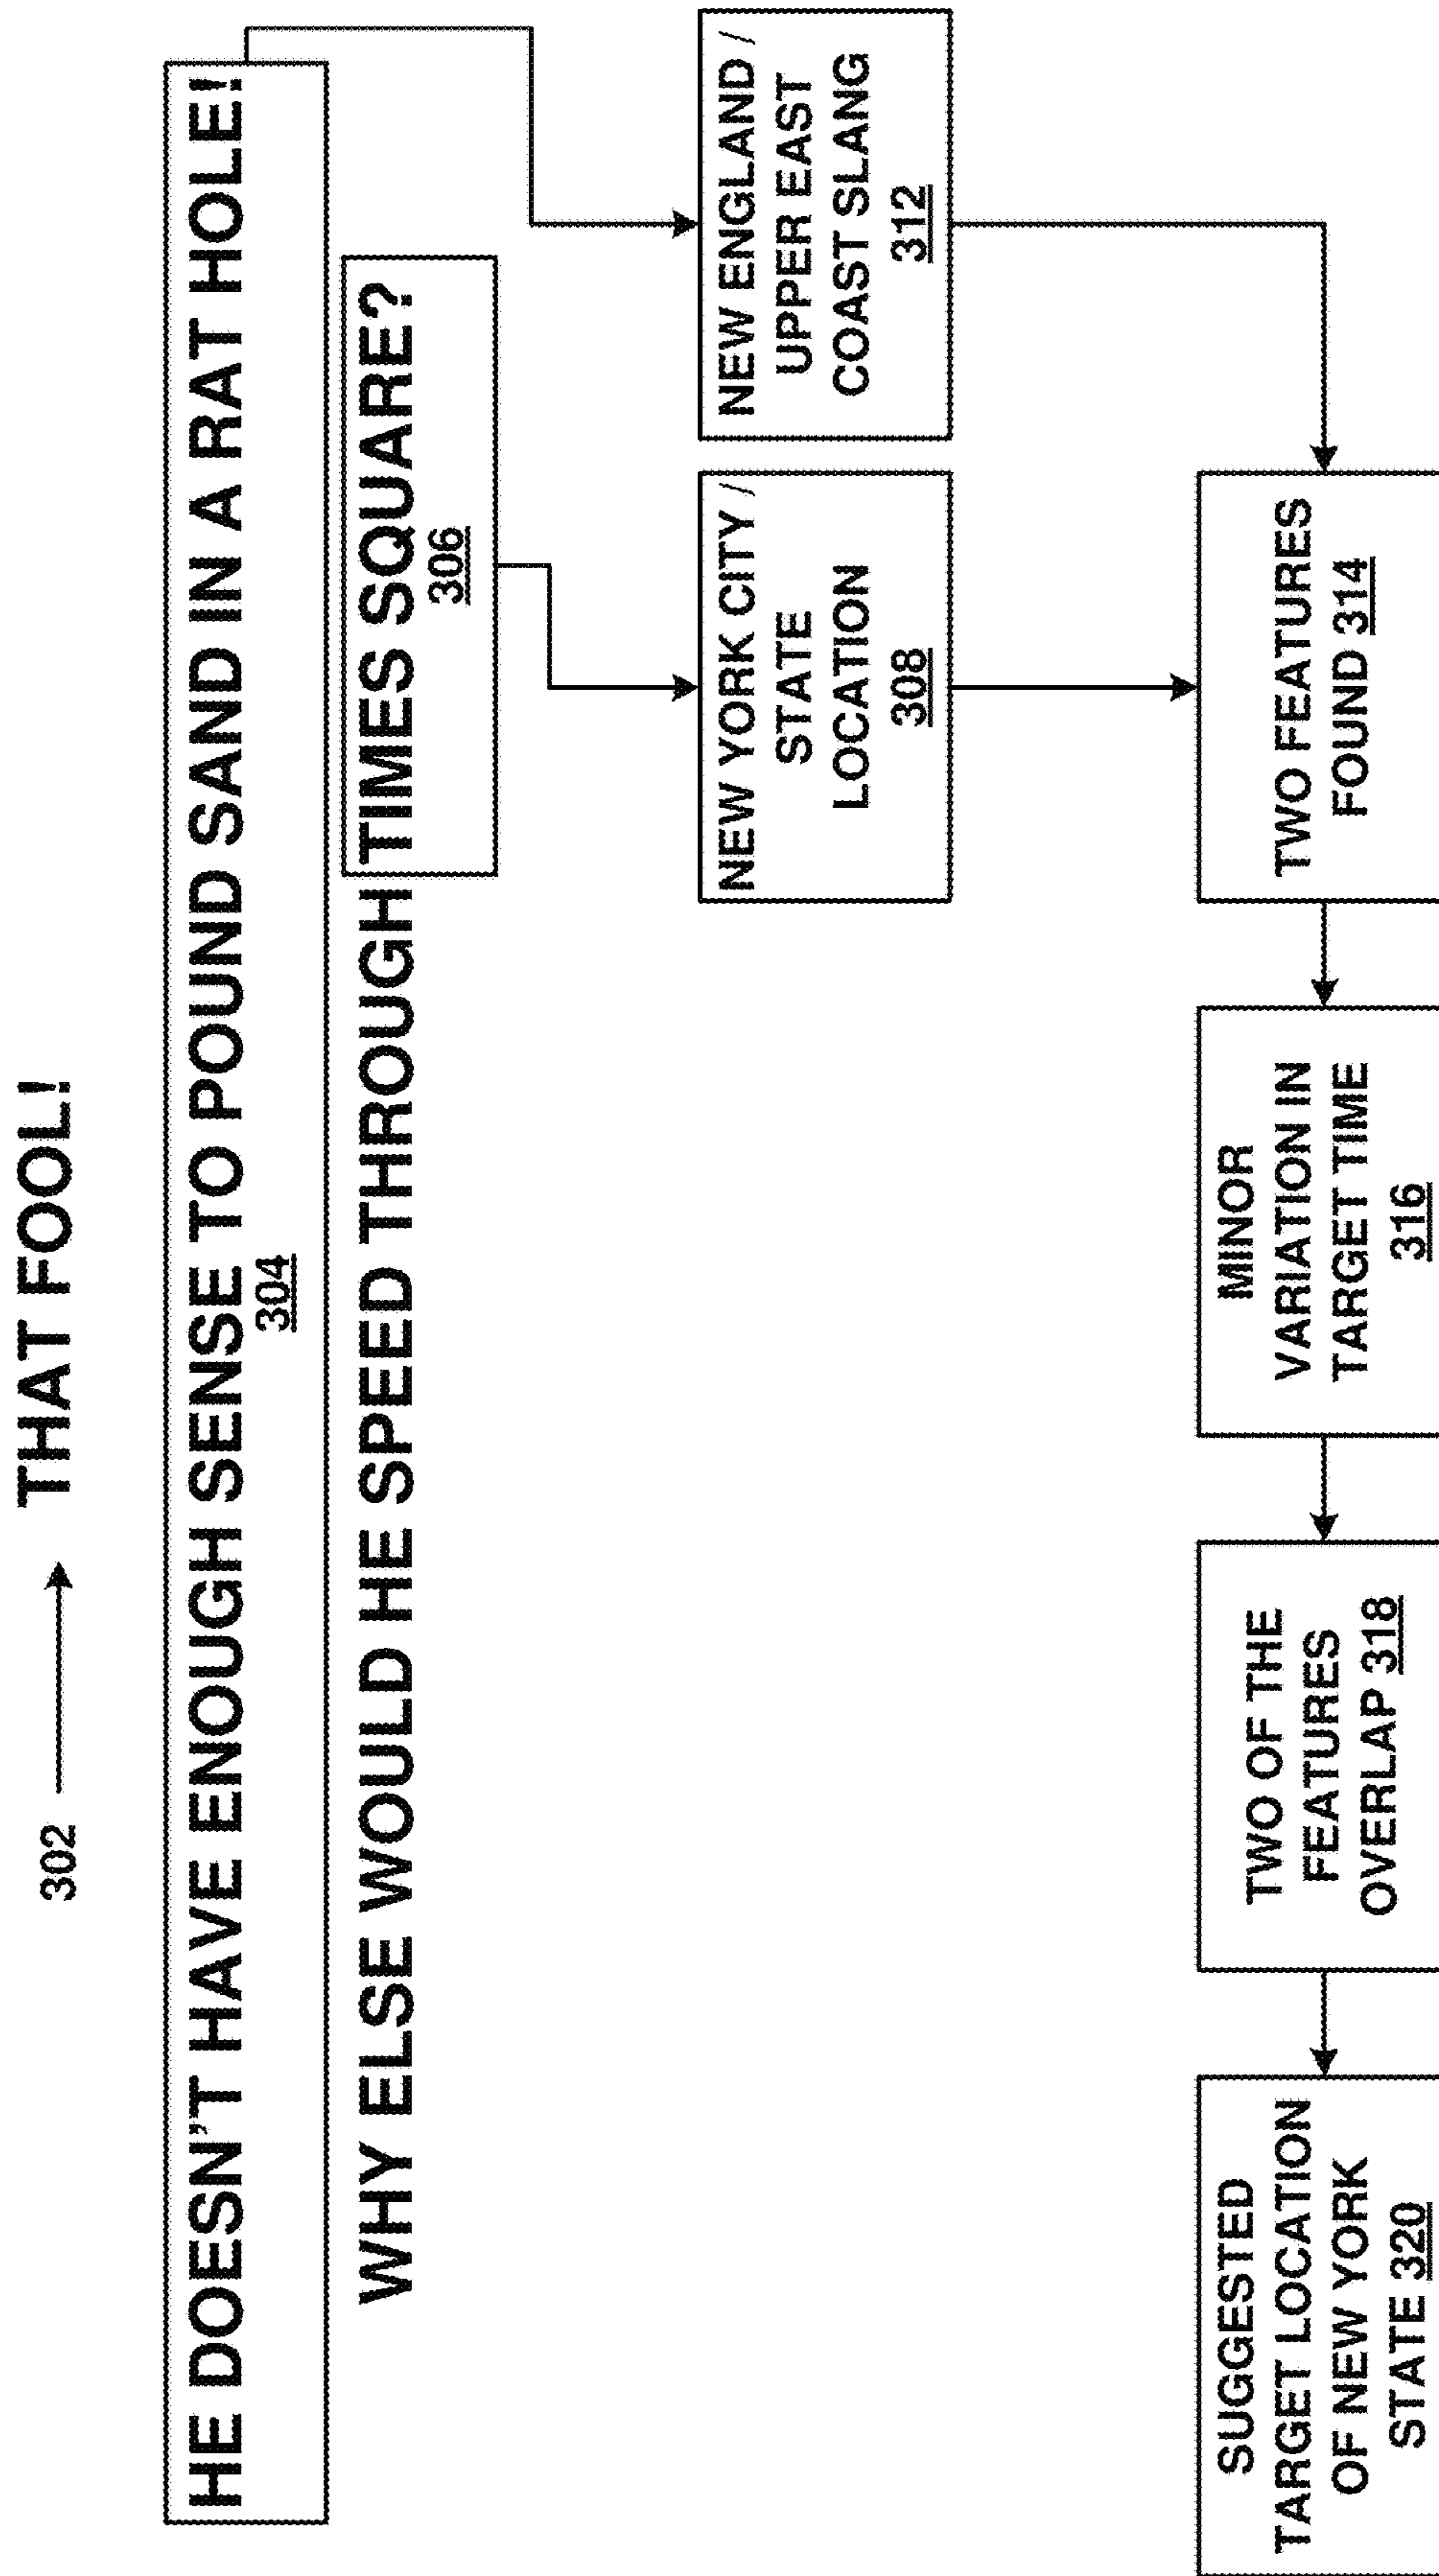 302
THAT FOOL!
HE DOESN'T HAVE ENOUGH SENSE TO POUND SAND IN A RAT HOLE!
304
WHY ELSE WOULD HE SPEED THROUGH TIMES SQUARE?
306
NEW YORK CITY /
STATE
LOCATION
308
NEW ENGLAND /
UPPER EAST
COAST SLANG
312
TWO FEATURES
FOUND 314
MINOR
VARIATION IN
TARGET TIME
316
TWO OF THE
FEATURES
OVERLAP 318
SUGGESTED
TARGET LOCATION
OF NEW YORK
STATE 320